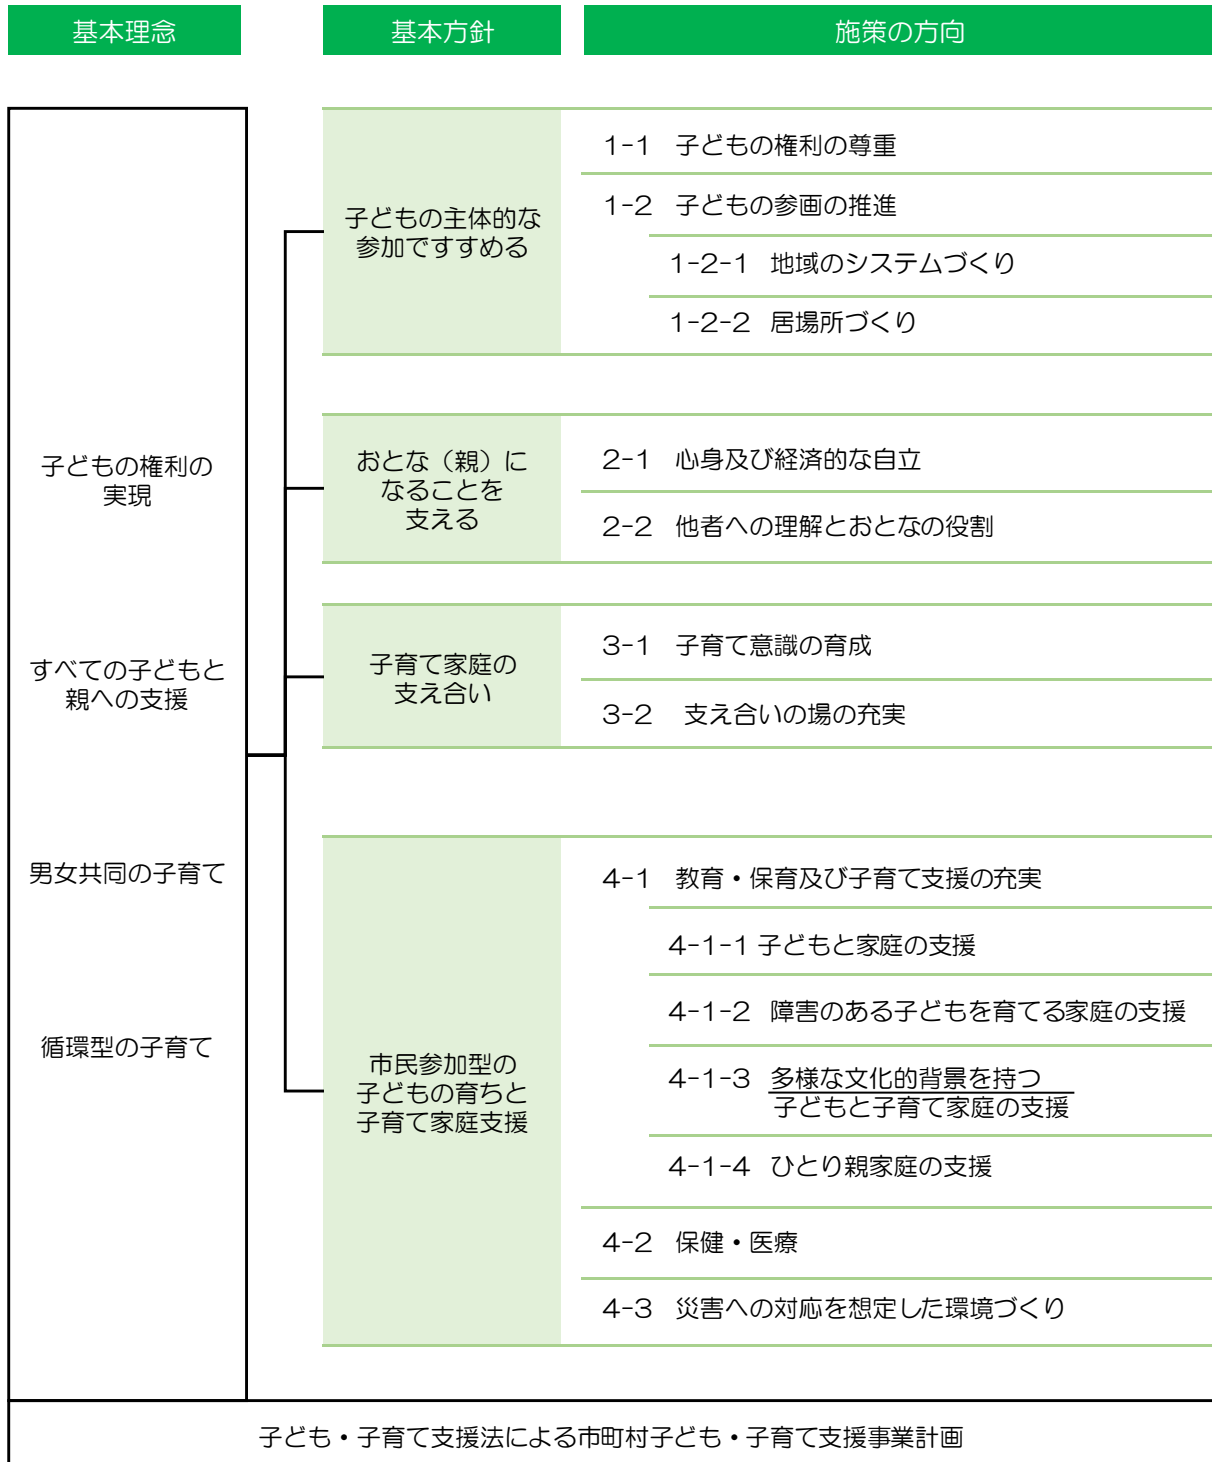 基本理念
基本方針
施策の方向
子どもの権利の
実現
すべての子どもと
親への支援
男女共同の子育て
循環型の子育て
子どもの主体的な
参加ですすめる
1-1 子どもの権利の尊重
1-2 子どもの参画の推進
1-2-1 地域のシステムづくり
1-2-2 居場所づくり
おとな（親）に
なることを
支える
2-1 心身及び経済的な自立
2-2 他者への理解とおとなの役割
子育て家庭の
支え合い
3-1 子育て意識の育成
3-2 支え合いの場の充実
市民参加型の
子どもの育ちと
子育て家庭支援
4-1 教育・保育及び子育て支援の充実
4-1-1 子どもと家庭の支援
4-1-2 障害のある子どもを育てる家庭の支援
4-1-3 多様な文化的背景を持つ
子どもと子育て家庭の支援
4-1-4 ひとり親家庭の支援
4-2 保健・医療
4-3 災害への対応を想定した環境づくり
子ども・子育て支援法による市町村子ども・子育て支援事業計画